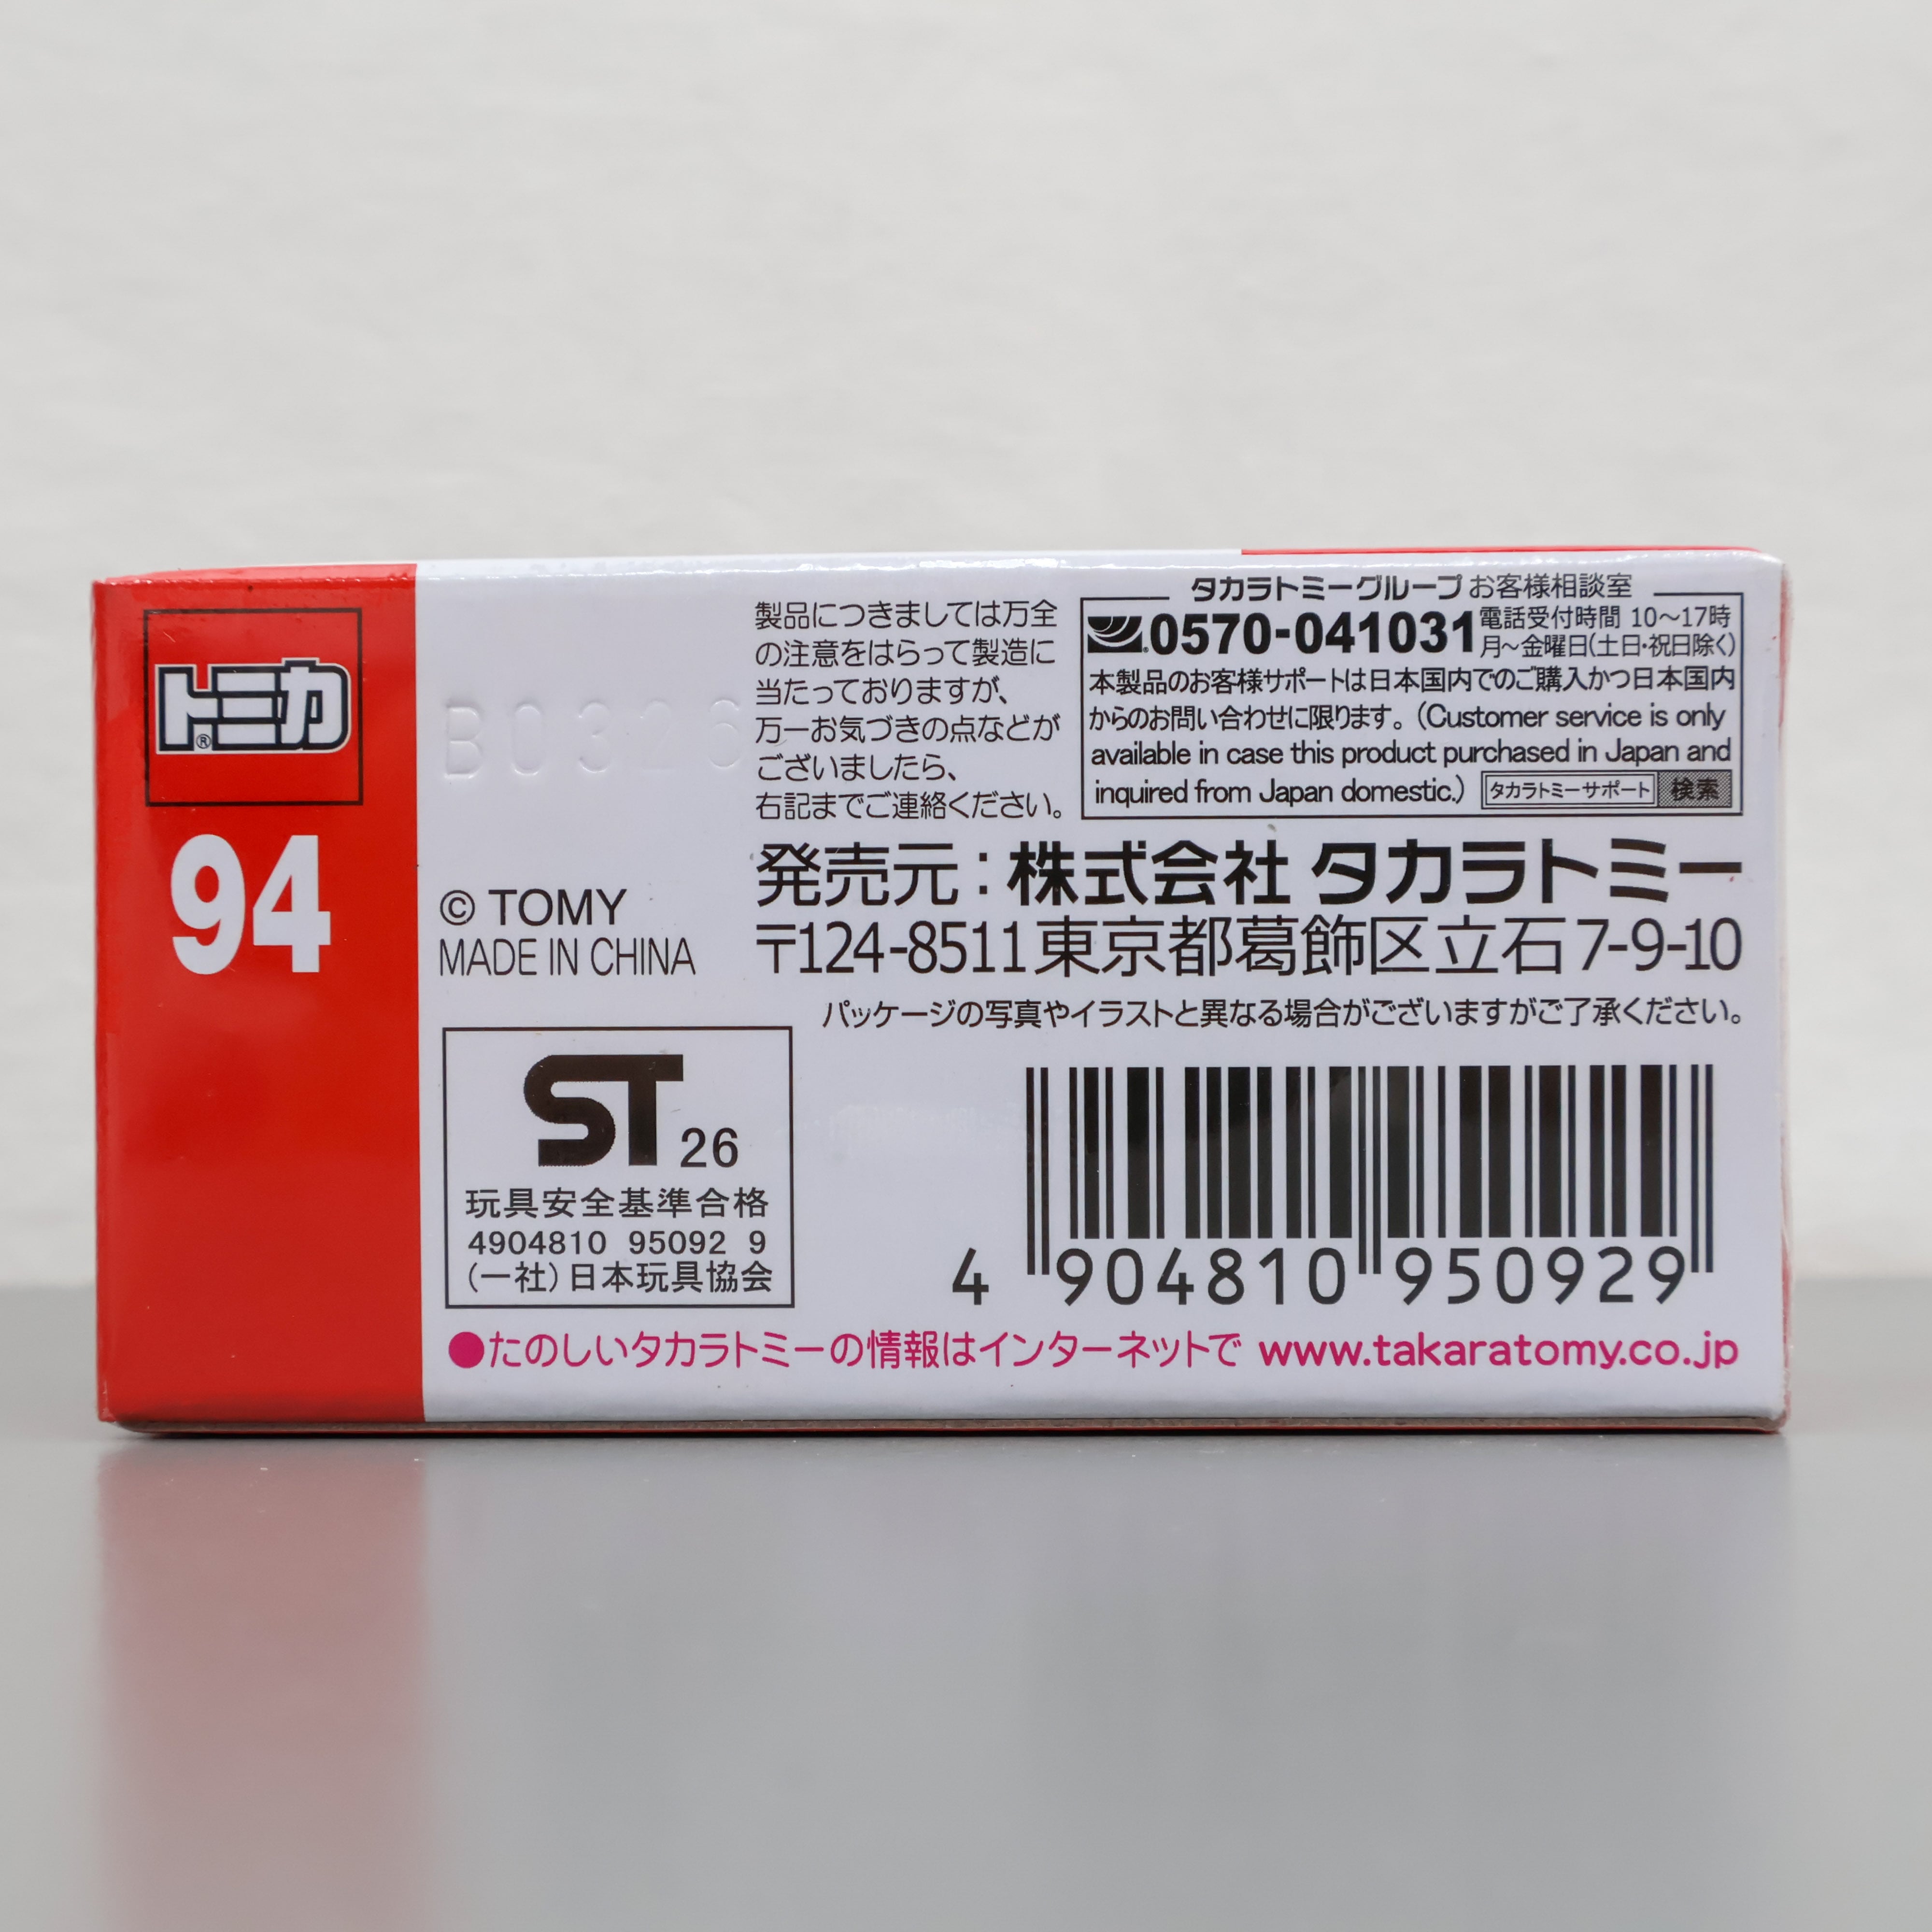 トミカ®
94
B0326
製品につきましては万全
の注意をはらって製造に
当たっておりますが、
万一お気づきの点などが
ございましたら、
右記までご連絡ください。
タカラトミーグループ お客様相談室
0570-041031
電話受付時間 10〜17時
月〜金曜日(土日・祝日除く)
本製品のお客様サポートは日本国内でのご購入かつ日本国内
からのお問い合わせに限ります。(Customer service is only
available in case this product purchased in Japan and
inquired from Japan domestic.)
タカラトミーサポート 検索
© TOMY
MADE IN CHINA
発売元:株式会社 タカラトミー
〒124-8511東京都葛飾区立石7-9-10
パッケージの写真やイラストと異なる場合がございますがご了承ください。
ST 26
玩具安全基準合格
4904810 95092 9
(一社)日本玩具協会
4 904810 950929
●たのしいタカラトミーの情報はインターネットで www.takaratomy.co.jp